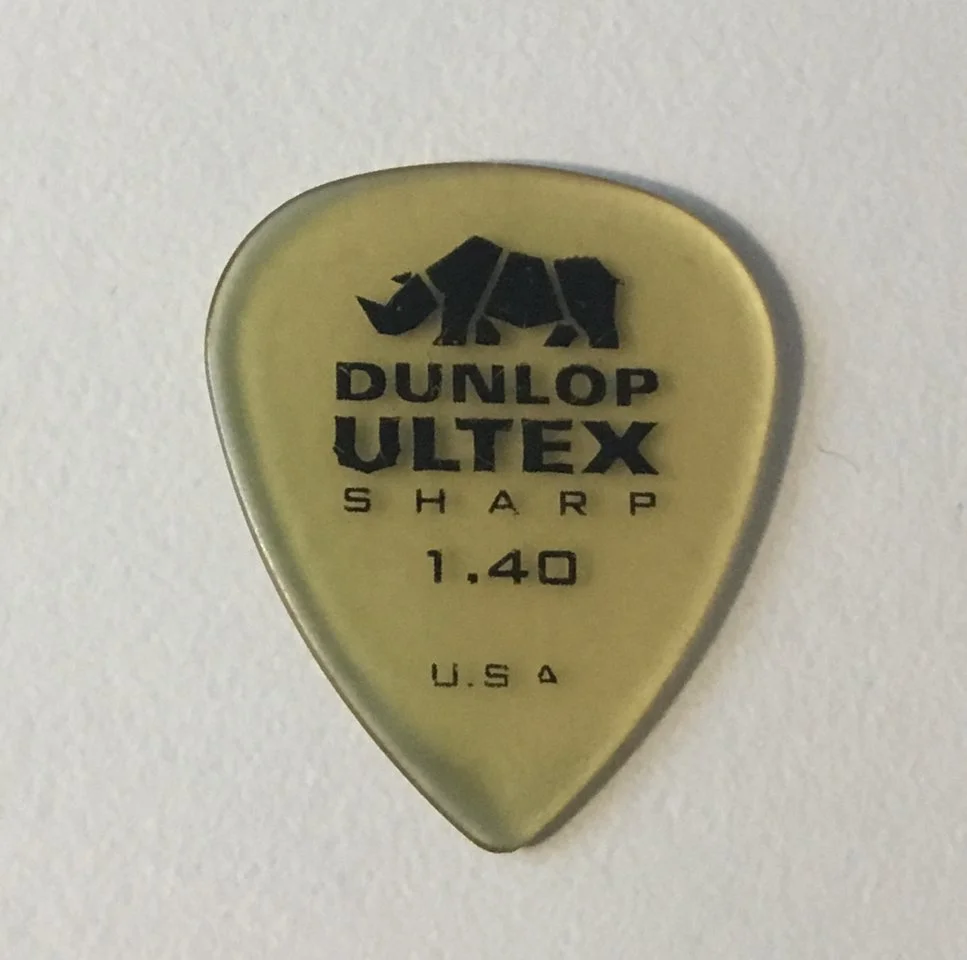 DUNLOP
ULTEX
SHARP
1.40
U.S A